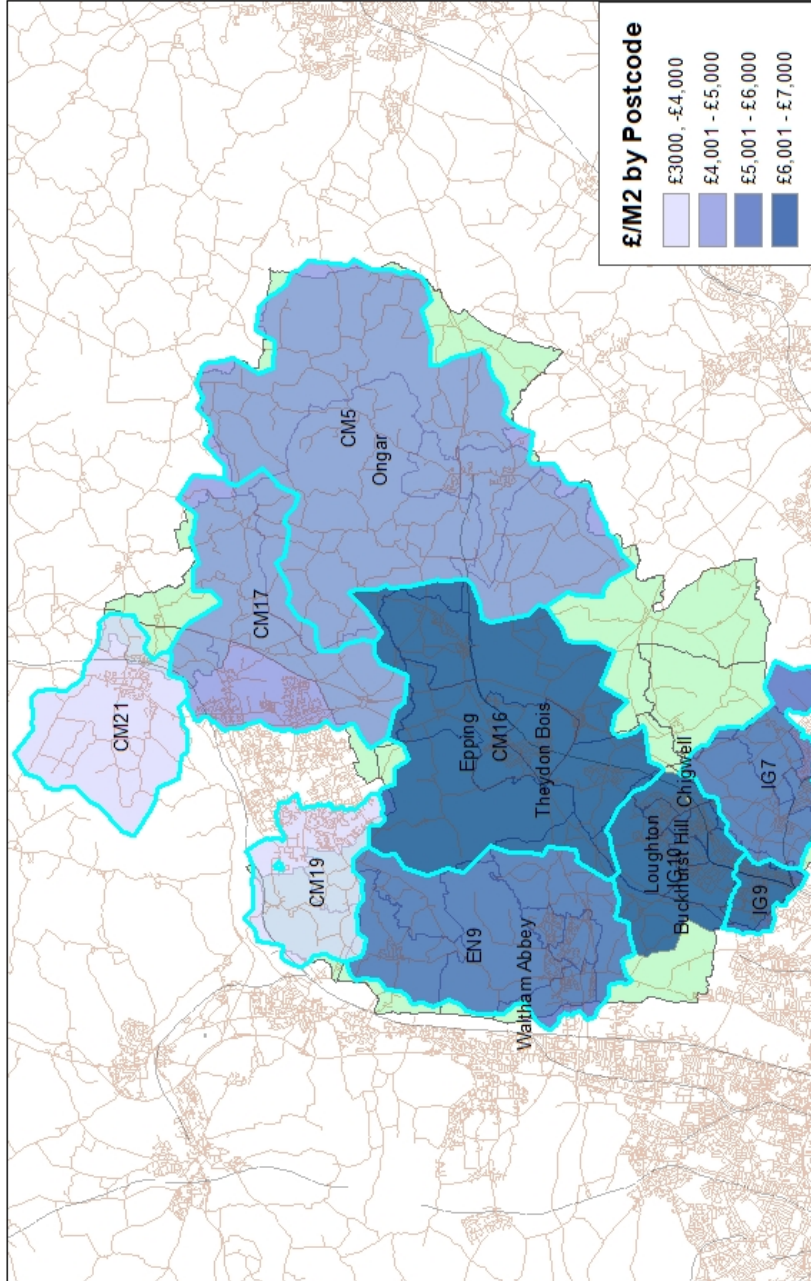 CM21
CM17
CM5
Ongar
CM19
Epping
CM16
Theydon Bois
EN9
Waltham Abbey
Loughton
IG10
Buckhurst Hill
Chigwell
IG7
IG9
£/M2 by Postcode
£3000, -£4,000
£4,001 - £5,000
£5,001 - £6,000
£6,001 - £7,000